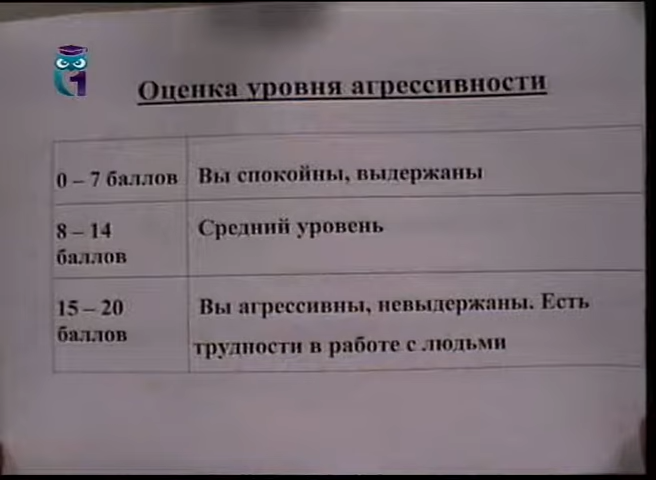 1
Оценка уровня агрессивности
0 – 7 баллов Вы спокойны, выдержаны
8 – 14
баллов
Средний уровень
15 – 20
баллов
Вы агрессивны, невыдержаны. Есть
трудности в работе с людьми